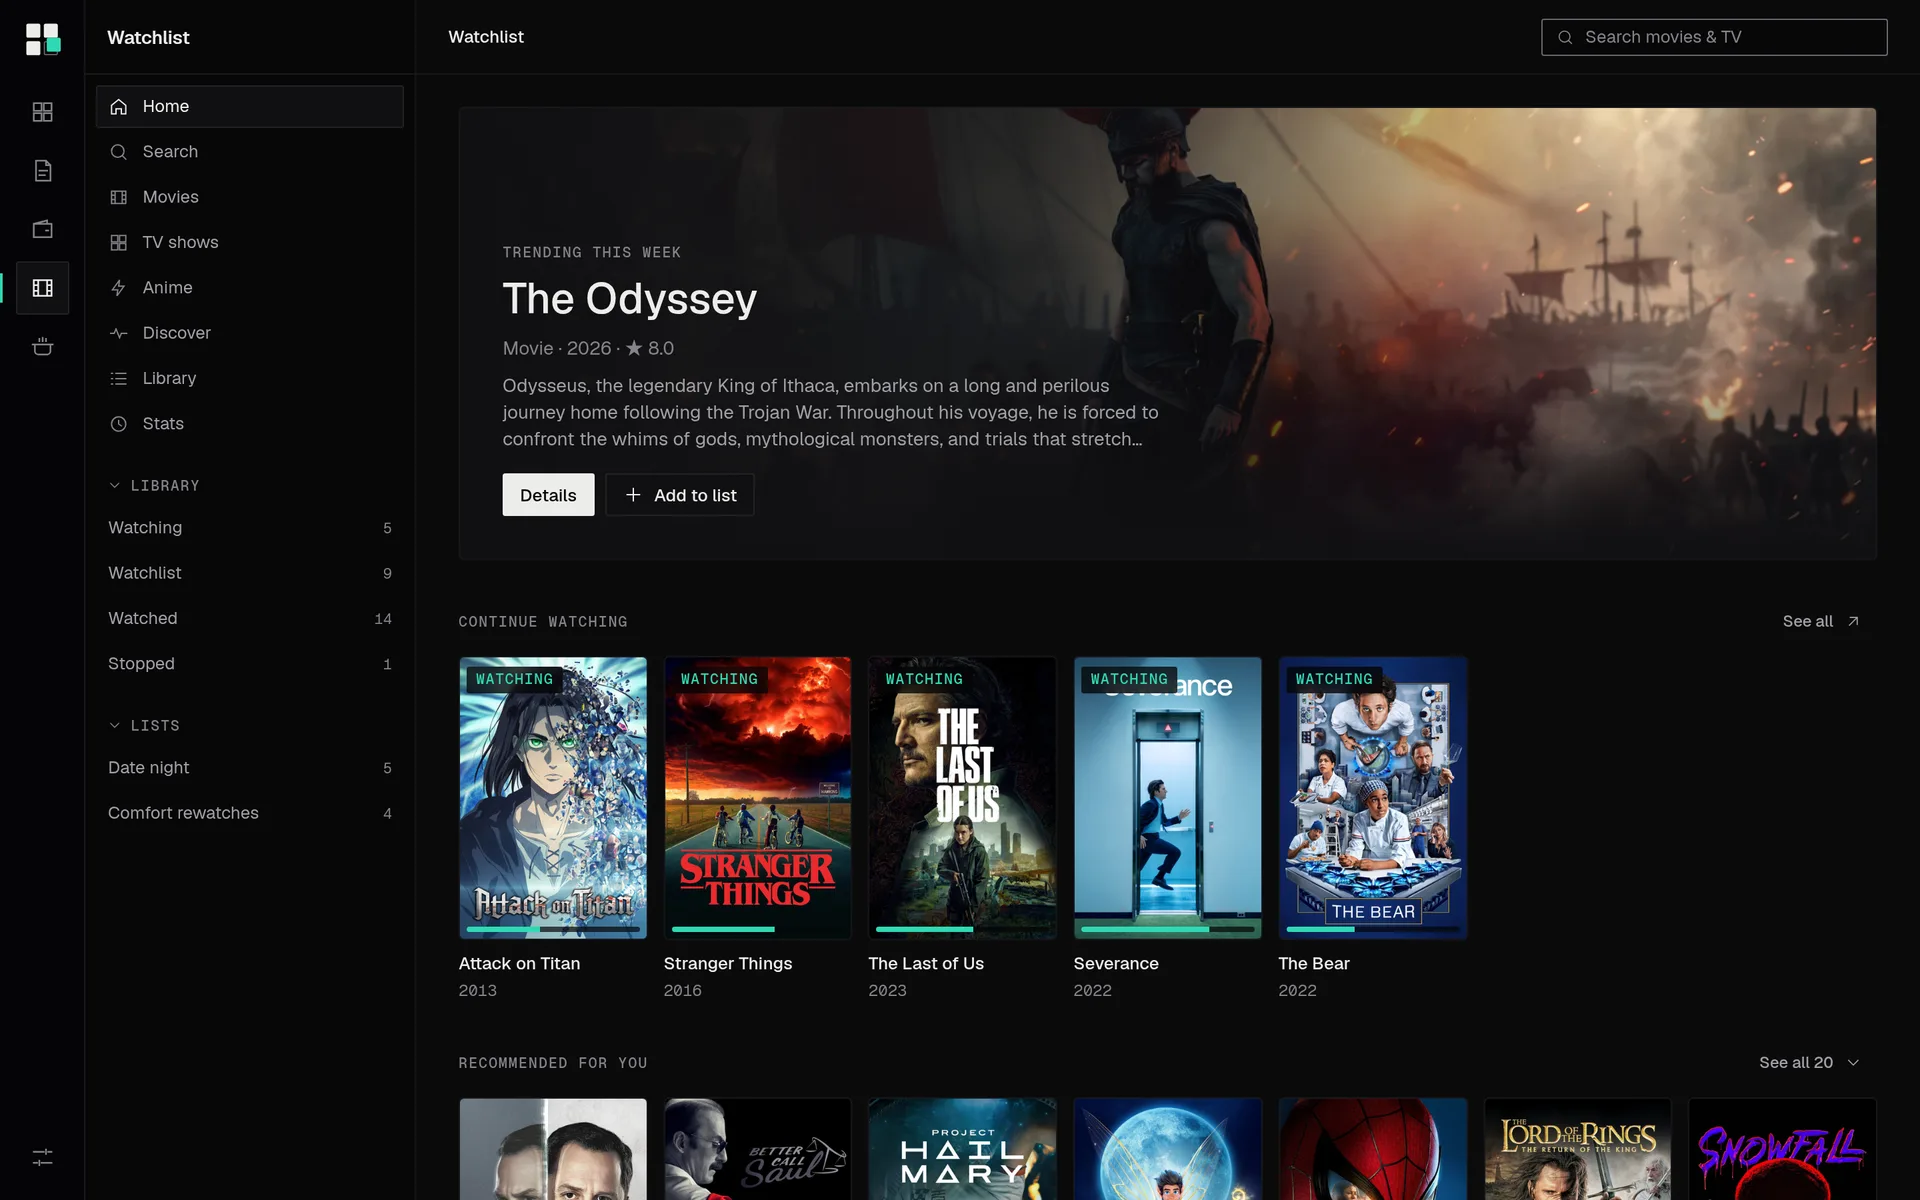 Watchlist
Home
Search
Movies
TV shows
Anime
Discover
Library
Stats
LIBRARY
Watching 5
Watchlist 9
Watched 14
Stopped 1
LISTS
Date night 5
Comfort rewatches 4
Watchlist
Search movies & TV
TRENDING THIS WEEK
The Odyssey
Movie · 2026 · ★ 8.0
Odysseus, the legendary King of Ithaca, embarks on a long and perilous
journey home following the Trojan War. Throughout his voyage, he is forced to
confront the whims of gods, mythological monsters, and trials that stretch...
Details
Add to list
CONTINUE WATCHING
See all
WATCHING
Attack on Titan
Attack on Titan
2013
WATCHING
STRANGER
THINGS
Stranger Things
2016
WATCHING
THE
LAST
OF US
The Last of Us
2023
WATCHING
Severance
2022
WATCHING
THE BEAR
The Bear
2022
RECOMMENDED FOR YOU
See all 20
BETTER
CALL
Saul
PROJECT
HAIL
MARY
THE
LORD OF THE RINGS
THE RETURN OF THE KING
SNOWFALL